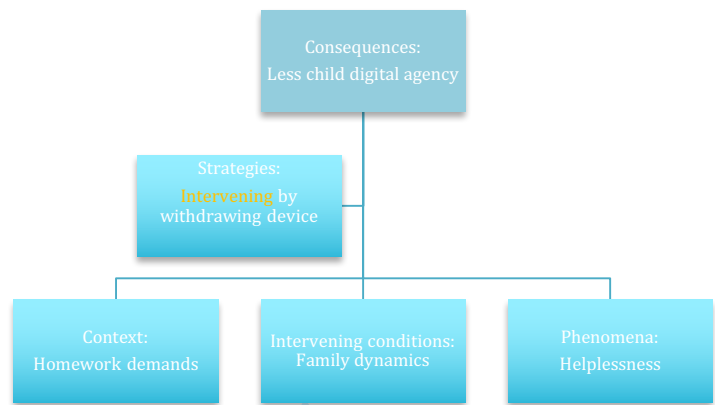 Consequences:
Less child digital agency
Strategies:
Intervening by
withdrawing device
Context:
Homework demands
Intervening conditions:
Family dynamics
Phenomena:
Helplessness